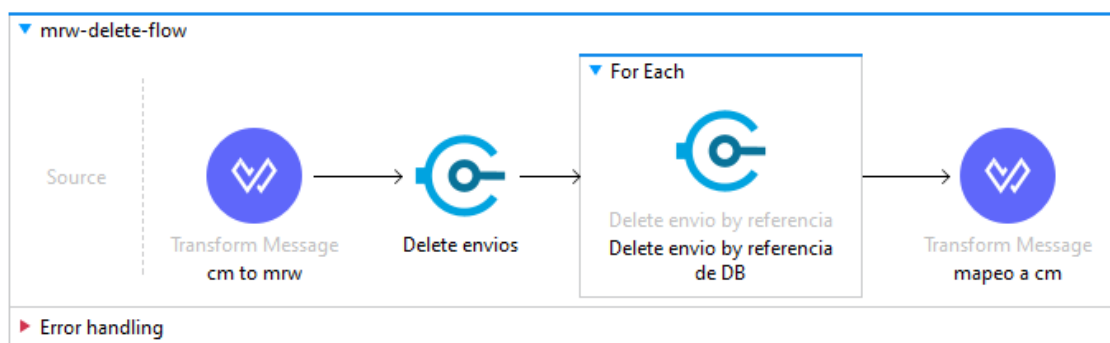 mrw-delete-flow
For Each
Source
Transform Message
cm to mrw
Delete envios
Delete envio by referencia
Delete envio by referencia
de DB
Transform Message
mapeo a cm
Error handling